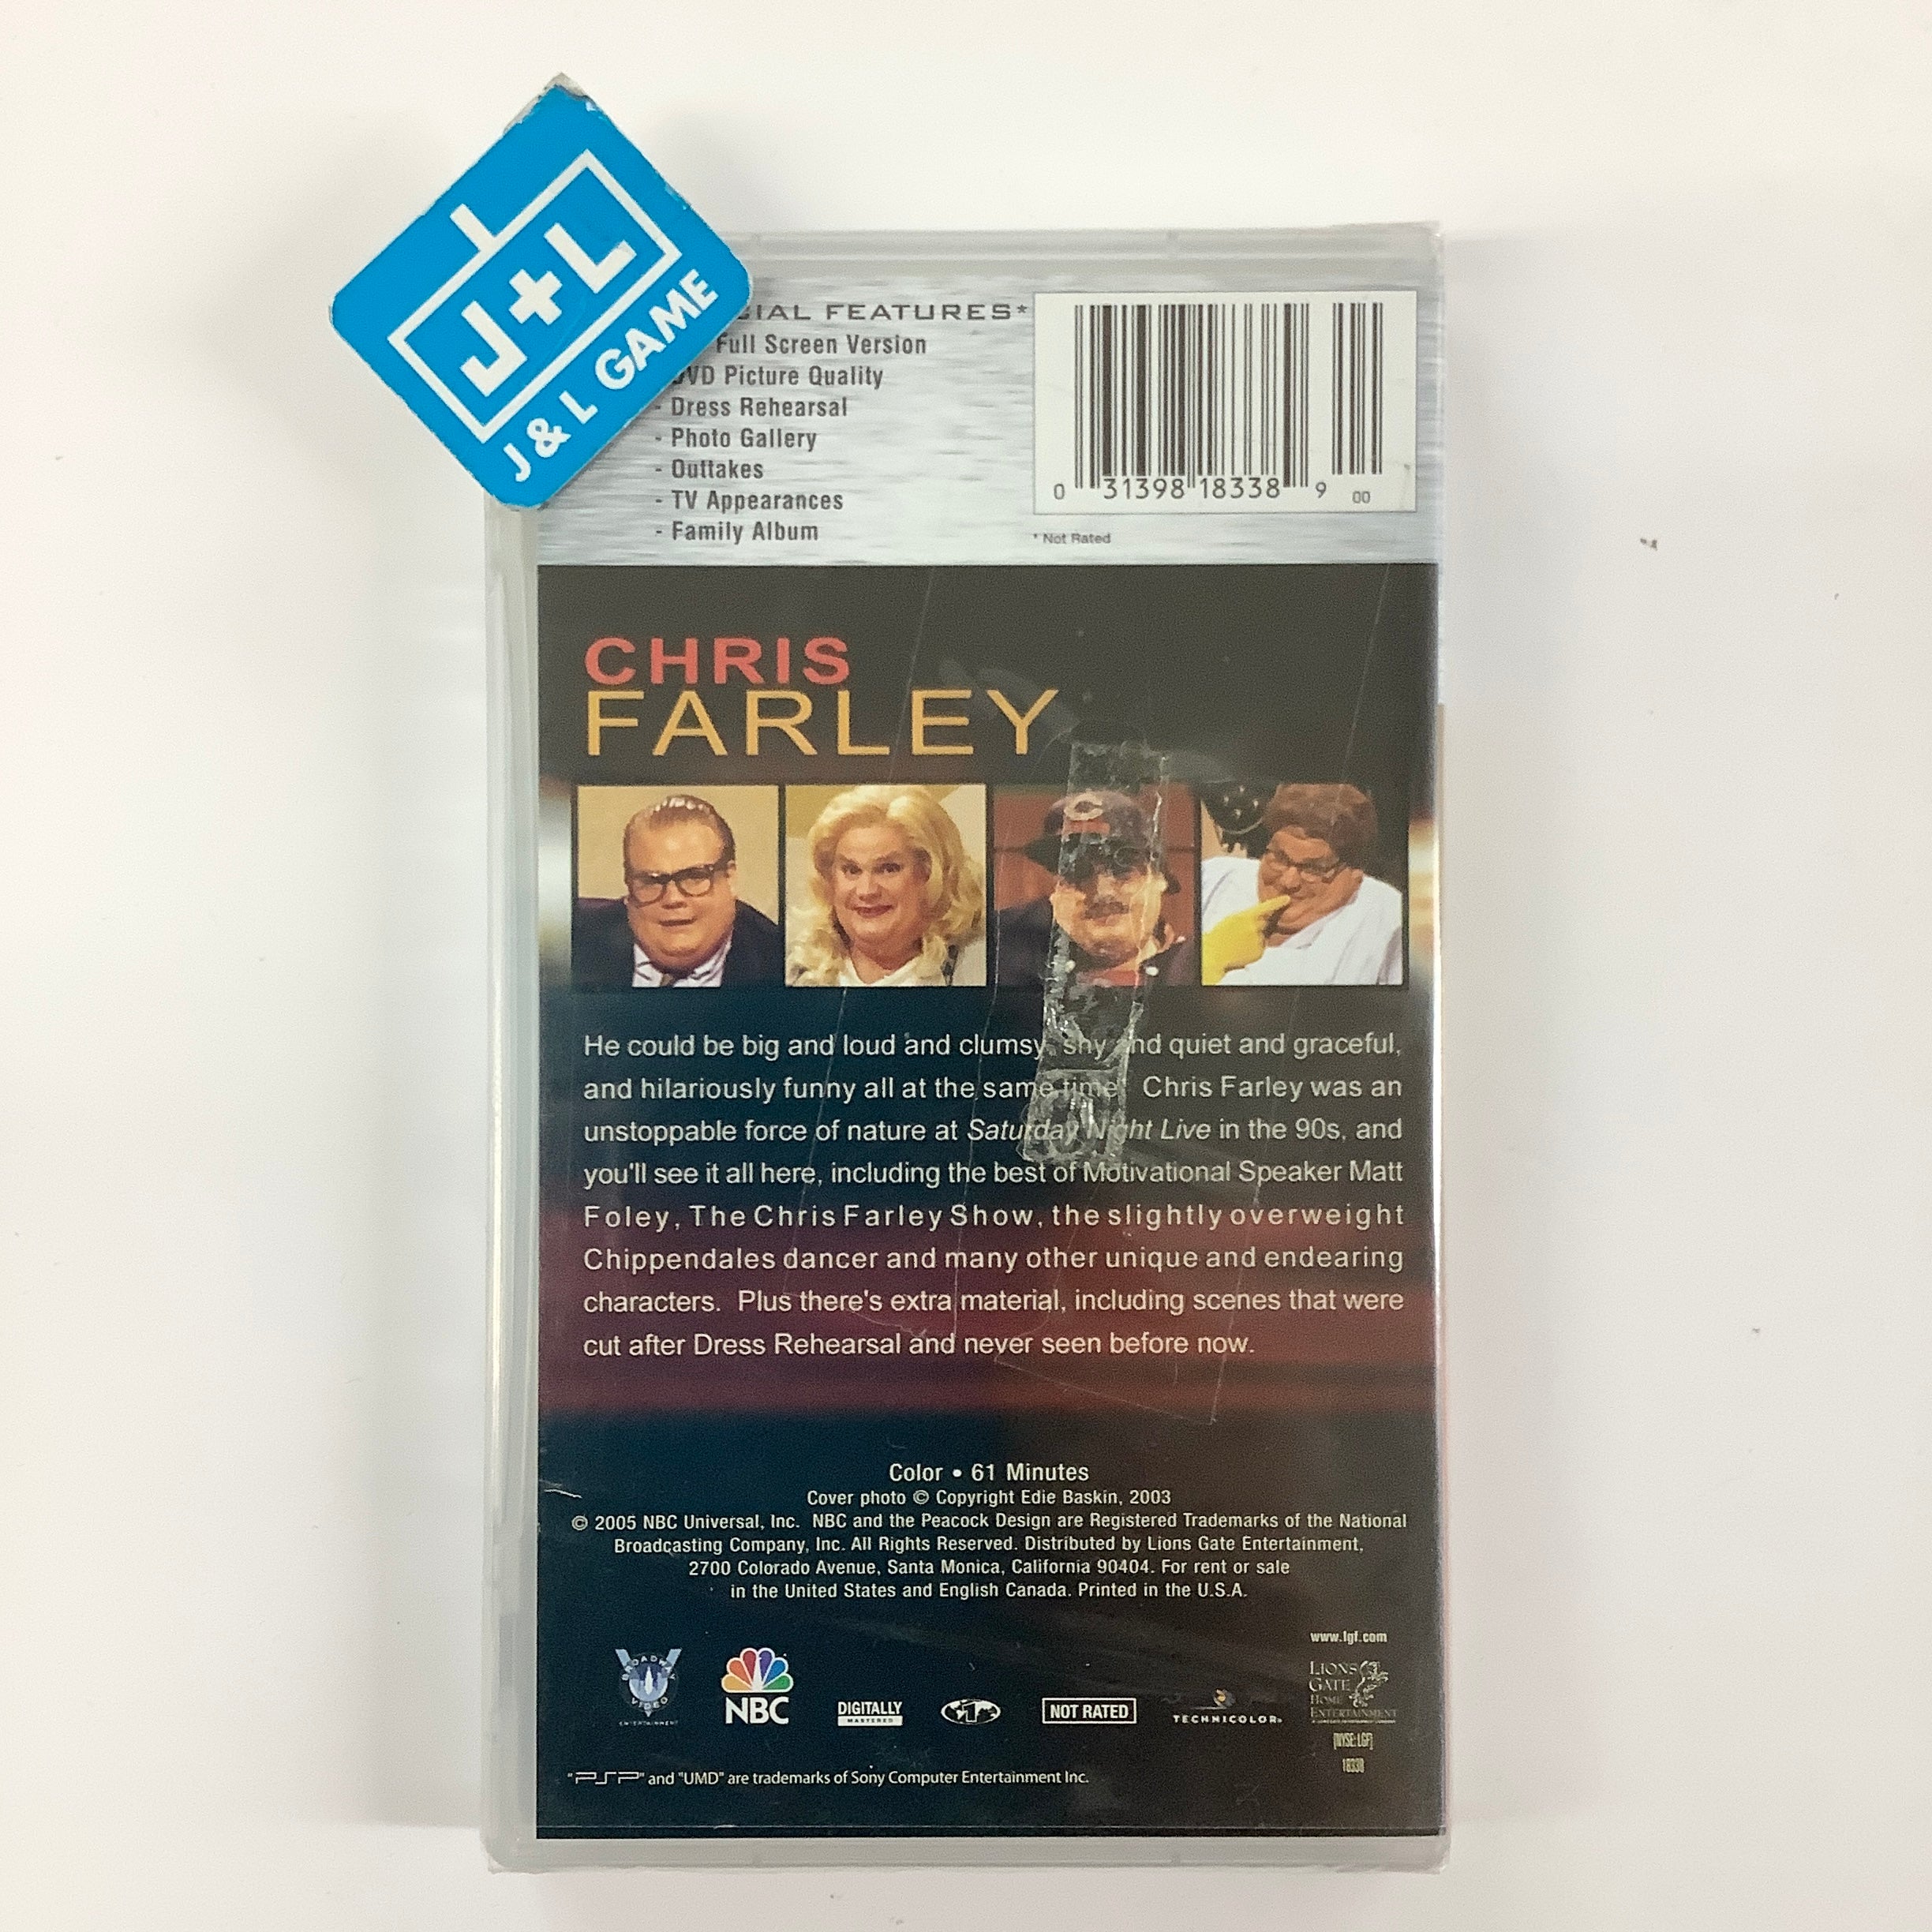 J+L
J & L GAME
FEATURES*
Full Screen Version
DVD Picture Quality
- Dress Rehearsal
- Photo Gallery
- Outtakes
- TV Appearances
- Family Album
0 31398 18338 9 00
* Not Rated
CHRIS
FARLEY
He could be big and loud and clumsy, shy and quiet and graceful,
and hilariously funny all at the same time. Chris Farley was an
unstoppable force of nature at Saturday Night Live in the 90s, and
you'll see it all here, including the best of Motivational Speaker Matt
Foley, The Chris Farley Show, the slightly overweight
Chippendales dancer and many other unique and endearing
characters. Plus there's extra material, including scenes that were
cut after Dress Rehearsal and never seen before now.
Color • 61 Minutes
Cover photo © Copyright Edie Baskin, 2003
© 2005 NBC Universal, Inc. NBC and the Peacock Design are Registered Trademarks of the National
Broadcasting Company, Inc. All Rights Reserved. Distributed by Lions Gate Entertainment,
2700 Colorado Avenue, Santa Monica, California 90404. For rent or sale
in the United States and English Canada. Printed in the U.S.A.
www.lgf.com
BROADWAY
VIDEO
ENTERTAINMENT
NBC
DIGITALLY
MASTERED
1
NOT RATED
TECHNICOLOR®
LIONS
GATE
HOME
ENTERTAINMENT
[NYSE: LGF]
18338
"PSP" and "UMD" are trademarks of Sony Computer Entertainment Inc.